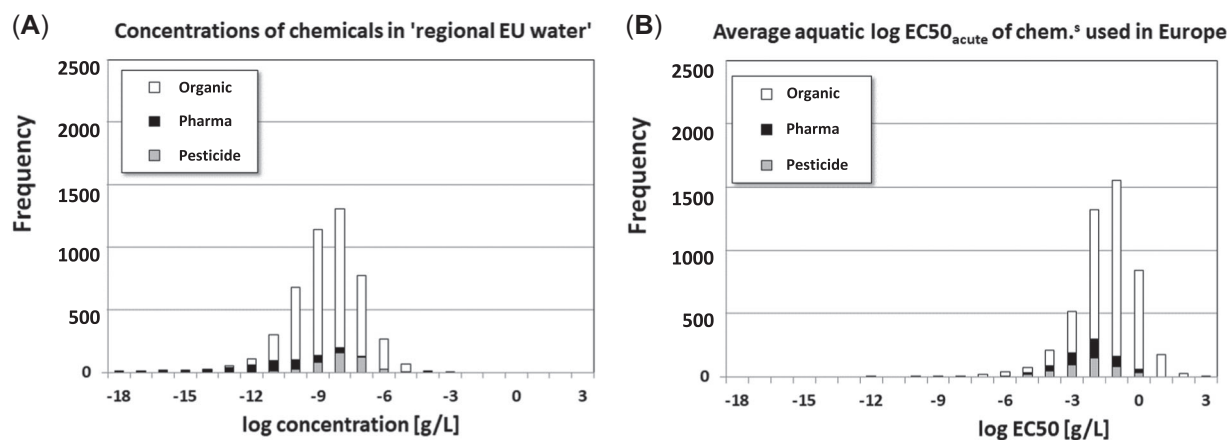 (A)
Concentrations of chemicals in 'regional EU water'
2500
2000
1500
1000
500
0
Frequency
Organic
Pharma
Pesticide
-18 -15 -12 -9 -6 -3 0 3
log concentration [g/L]
(B)
Average aquatic log EC50acute of chem.s used in Europe
2500
2000
1500
1000
500
0
Frequency
Organic
Pharma
Pesticide
-18 -15 -12 -9 -6 -3 0 3
log EC50 [g/L]